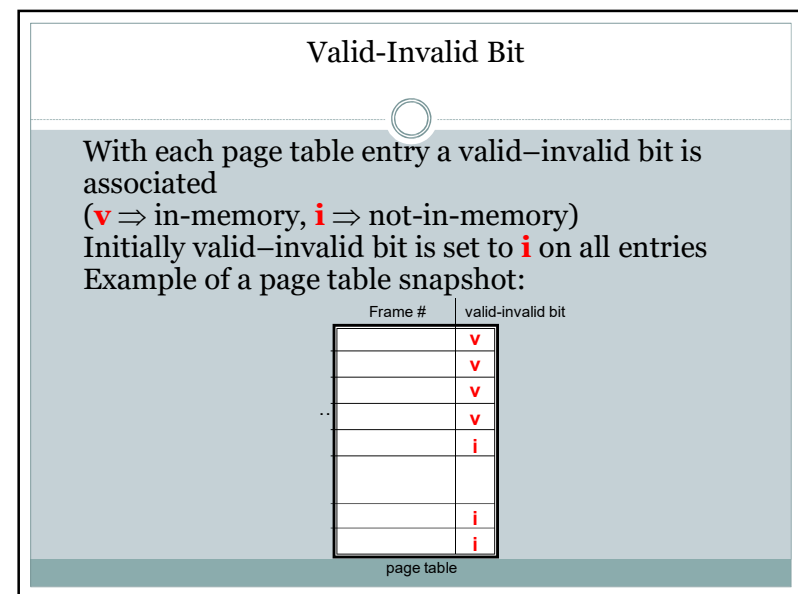 Valid-Invalid Bit
With each page table entry a valid–invalid bit is
associated
(v ⇒ in-memory, i ⇒ not-in-memory)
Initially valid–invalid bit is set to i on all entries
Example of a page table snapshot:
Frame # valid-invalid bit
v
v
v
..
v
i
i
i
page table